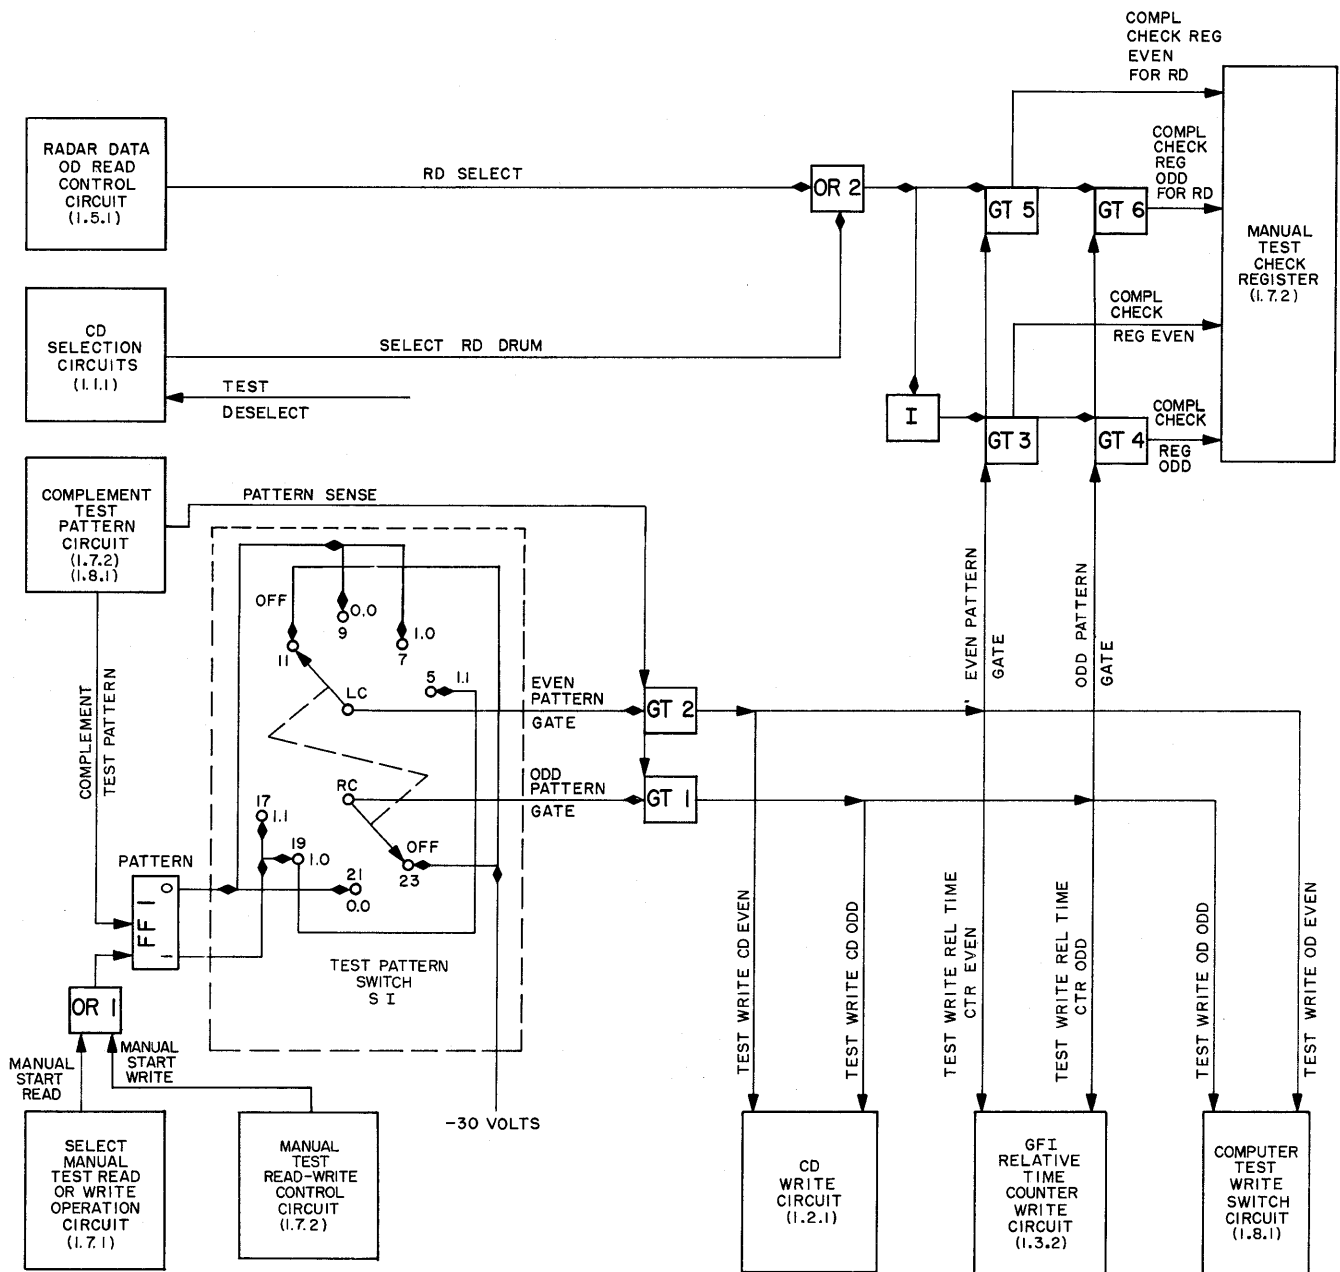 COMPL
CHECK REG
EVEN
FOR RD
RADAR DATA
OD READ
CONTROL
CIRCUIT
(1.5.1)
RD SELECT
OR 2
COMPL
CHECK
REG
ODD
FOR RD
GT 5
GT 6
MANUAL
TEST
CHECK
REGISTER
(1.7.2)
CD
SELECTION
CIRCUITS
(1.1.1)
SELECT RD DRUM
TEST
DESELECT
COMPL
CHECK
REG EVEN
I
GT 3
GT 4
COMPL
CHECK
REG
ODD
COMPLEMENT
TEST
PATTERN
CIRCUIT
(1.7.2)
(1.8.1)
PATTERN SENSE
OFF
0.0
9
1.0
7
11
5
1.1
LC
EVEN
PATTERN
GATE
GT 2
EVEN PATTERN
GATE
ODD PATTERN
GATE
COMPLEMENT
TEST PATTERN
RC
ODD
PATTERN
GATE
GT 1
17
1.1
19
1.0
OFF
23
21
0.0
PATTERN
FF 1
0
1
TEST PATTERN
SWITCH
S I
OR 1
MANUAL
START
READ
MANUAL
START
WRITE
-30 VOLTS
TEST WRITE CD EVEN
TEST WRITE CD ODD
TEST WRITE REL TIME
CTR EVEN
TEST WRITE REL TIME
CTR ODD
TEST WRITE OD ODD
TEST WRITE OD EVEN
SELECT
MANUAL
TEST READ
OR WRITE
OPERATION
CIRCUIT
(1.7.1)
MANUAL
TEST
READ-WRITE
CONTROL
CIRCUIT
(1.7.2)
CD
WRITE
CIRCUIT
(1.2.1)
GFI
RELATIVE
TIME
COUNTER
WRITE
CIRCUIT
(1.3.2)
COMPUTER
TEST
WRITE
SWITCH
CIRCUIT
(1.8.1)